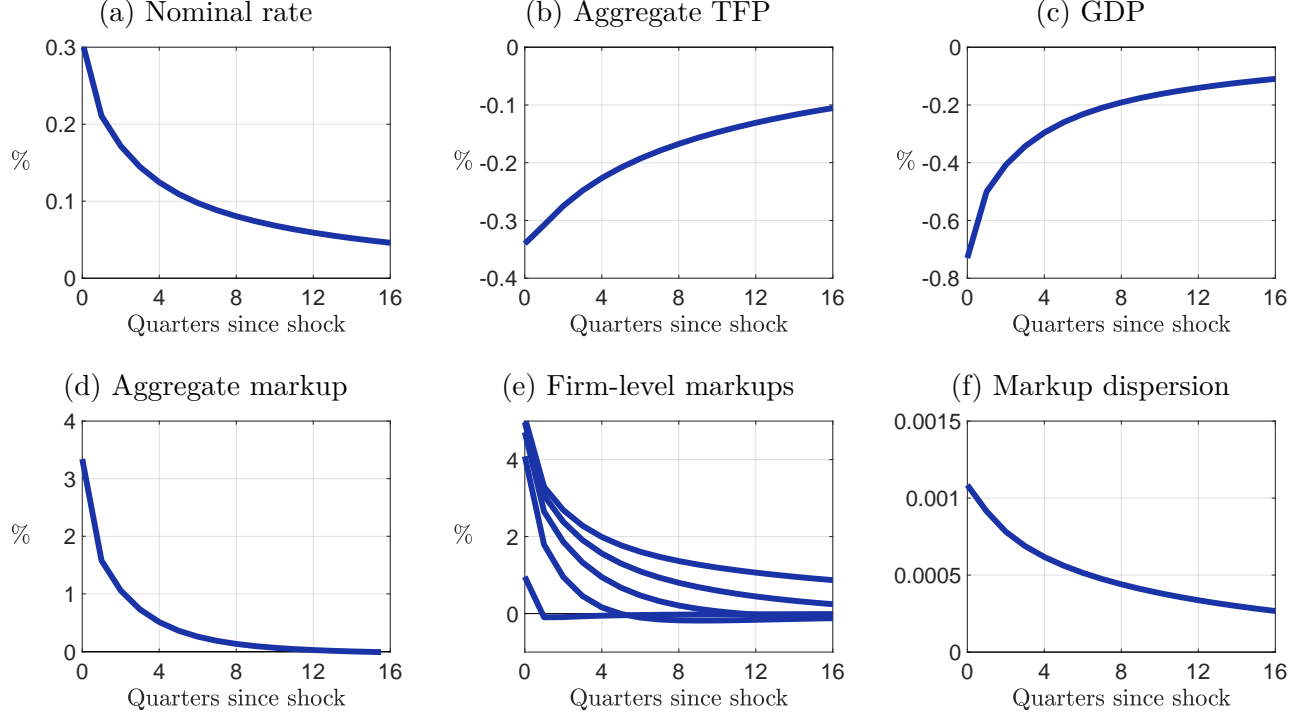 (a) Nominal rate
0.3
0.2
%
0.1
0
0 4 8 12 16
Quarters since shock
(b) Aggregate TFP
0
-0.1
% -0.2
-0.3
-0.4
0 4 8 12 16
Quarters since shock
(c) GDP
0
-0.2
% -0.4
-0.6
-0.8
0 4 8 12 16
Quarters since shock
(d) Aggregate markup
4
3
%
2
1
0
0 4 8 12 16
Quarters since shock
(e) Firm-level markups
4
%
2
0
0 4 8 12 16
Quarters since shock
(f) Markup dispersion
0.0015
0.001
0.0005
0
0 4 8 12 16
Quarters since shock